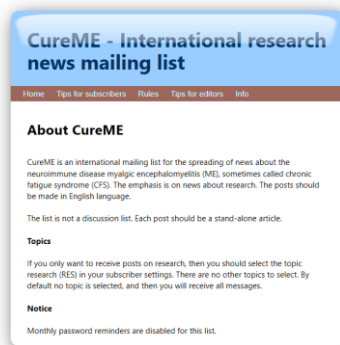 CureME - International research
news mailing list
Home Tips for subscribers Rules Tips for editors Info
About CureME
CureME is an international mailing list for the spreading of news about the
neuroimmune disease myalgic encephalomyelitis (ME), sometimes called chronic
fatigue syndrome (CFS). The emphasis is on news about research. The posts should
be made in English language.
The list is not a discussion list. Each post should be a stand-alone article.
Topics
If you only want to receive posts on research, then you should select the topic
research (RES) in your subscriber settings. There are no other topics to select. By
default no topic is selected, and then you will receive all messages.
Notice
Monthly password reminders are disabled for this list.